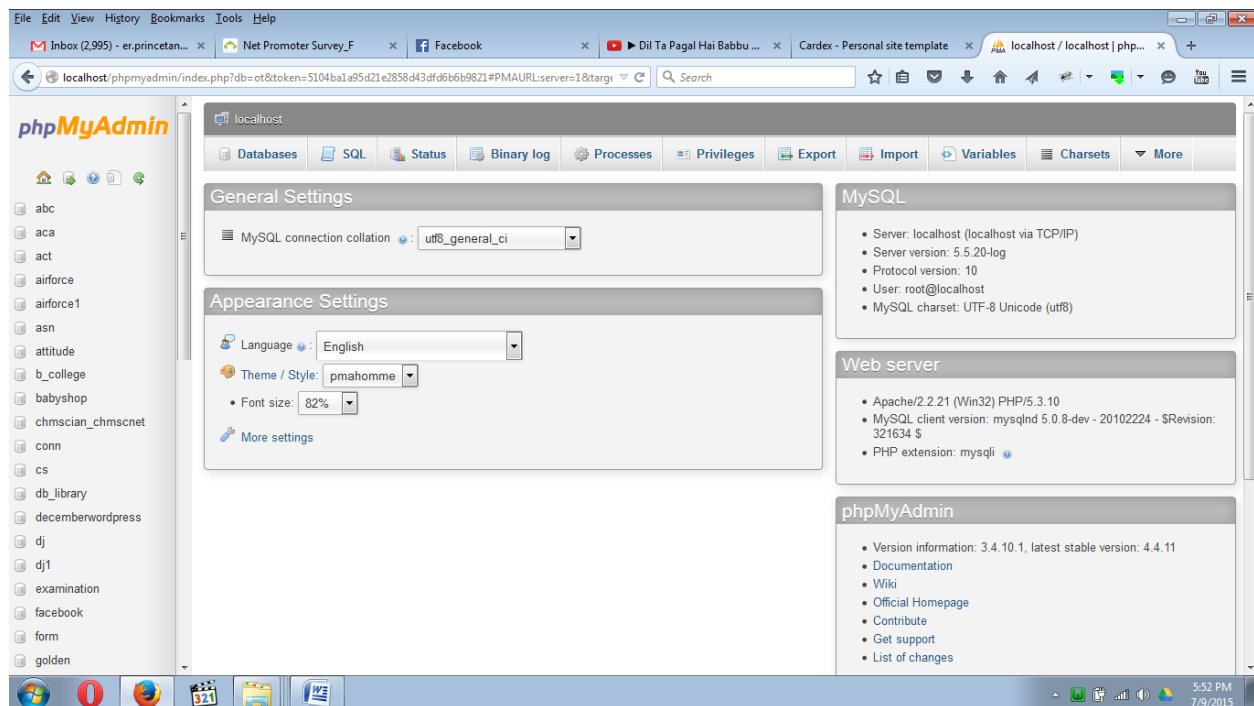 File Edit View History Bookmarks Tools Help
Inbox (2,995) - er.princetan... × Net Promoter Survey_F × Facebook × ▶ Dil Ta Pagal Hai Babbu ... × Cardex - Personal site template × localhost / localhost | php... × +
localhost/phpmyadmin/index.php?db=ot&token=5104ba1a95d21e2858d43dfd6b6b9821#PMAURL:server=1&targe Search
phpMyAdmin
localhost
Databases SQL Status Binary log Processes Privileges Export Import Variables Charsets More
abc
aca
act
airforce
airforce1
asn
attitude
b_college
babyshop
chmscian_chmscnet
conn
cs
db_library
decemberwordpress
dj
dj1
examination
facebook
form
golden
General Settings
MySQL connection collation : utf8_general_ci
Appearance Settings
Language : English
Theme / Style: pmahomme
• Font size: 82%
More settings
MySQL
• Server: localhost (localhost via TCP/IP)
• Server version: 5.5.20-log
• Protocol version: 10
• User: root@localhost
• MySQL charset: UTF-8 Unicode (utf8)
Web server
• Apache/2.2.21 (Win32) PHP/5.3.10
• MySQL client version: mysqlnd 5.0.8-dev - 20102224 - $Revision:
321634 $
• PHP extension: mysqli
phpMyAdmin
• Version information: 3.4.10.1, latest stable version: 4.4.11
• Documentation
• Wiki
• Official Homepage
• Contribute
• Get support
• List of changes
321
5:52 PM
7/9/2015